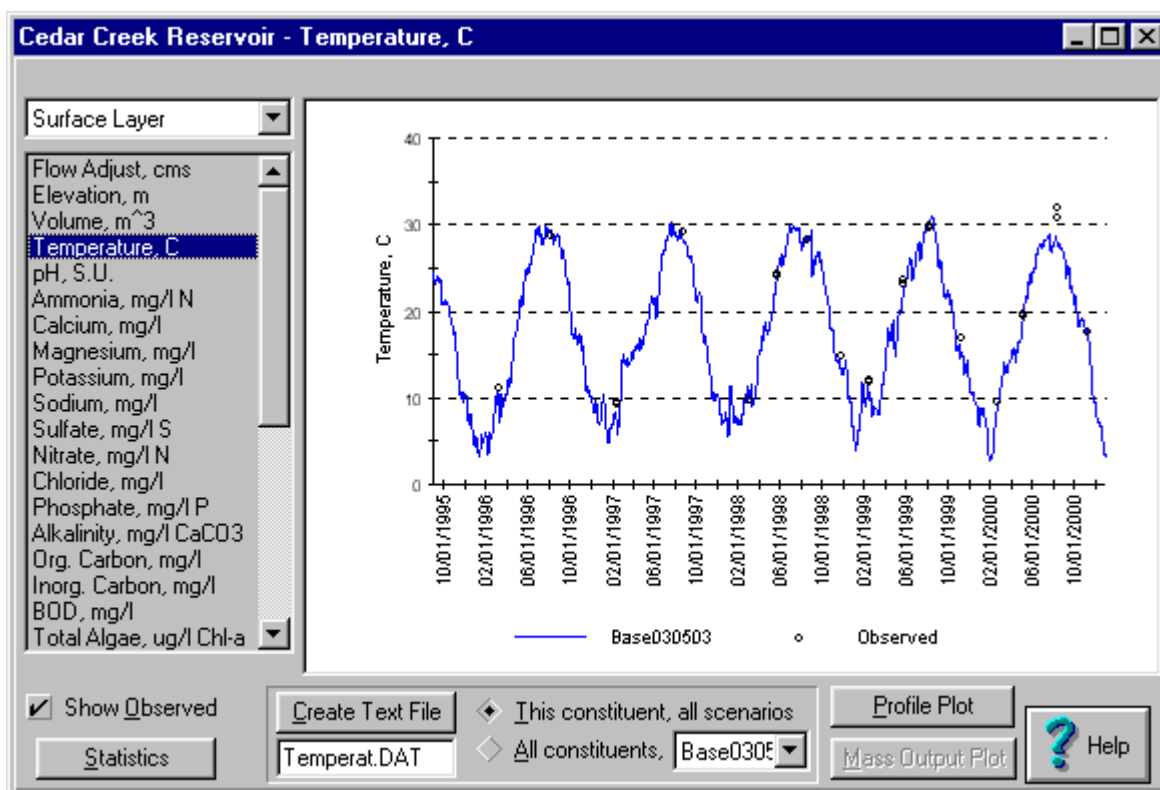 Cedar Creek Reservoir - Temperature, C
Surface Layer
Flow Adjust, cms
Elevation, m
Volume, m^3
Temperature, C
pH, S.U.
Ammonia, mg/l N
Calcium, mg/l
Magnesium, mg/l
Potassium, mg/l
Sodium, mg/l
Sulfate, mg/l S
Nitrate, mg/l N
Chloride, mg/l
Phosphate, mg/l P
Alkalinity, mg/l CaCO3
Org. Carbon, mg/l
Inorg. Carbon, mg/l
BOD, mg/l
Total Algae, ug/l Chl-a
Temperature, C
40
30
20
10
0
10/01/1995
02/01/1996
06/01/1996
10/01/1996
02/01/1997
06/01/1997
10/01/1997
02/01/1998
06/01/1998
10/01/1998
02/01/1999
06/01/1999
10/01/1999
02/01/2000
06/01/2000
10/01/2000
Base030503
Observed
Show Observed
Statistics
Create Text File
Temperat.DAT
This constituent, all scenarios
All constituents,
Base0305
Profile Plot
Mass Output Plot
? Help